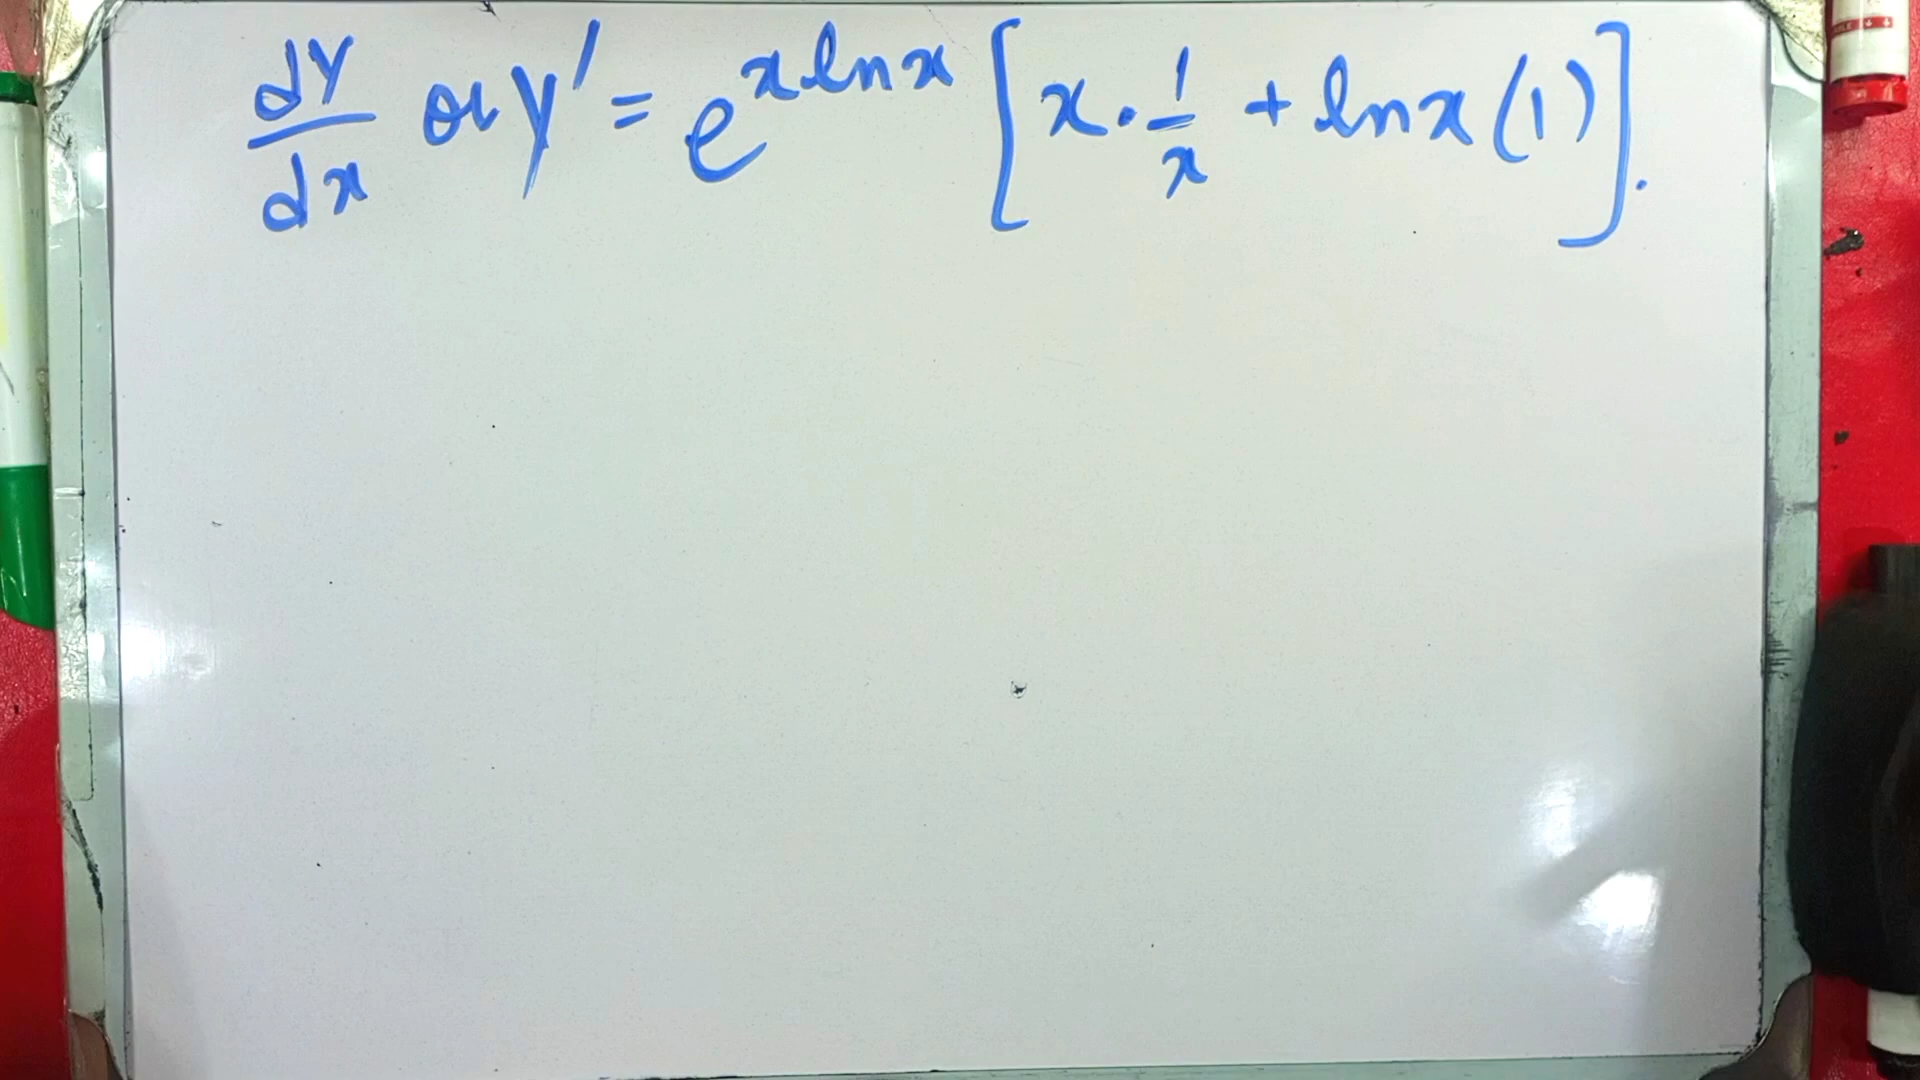 dy/dx or y' = e^{x ln x} [x · 1/x + ln x (1)].